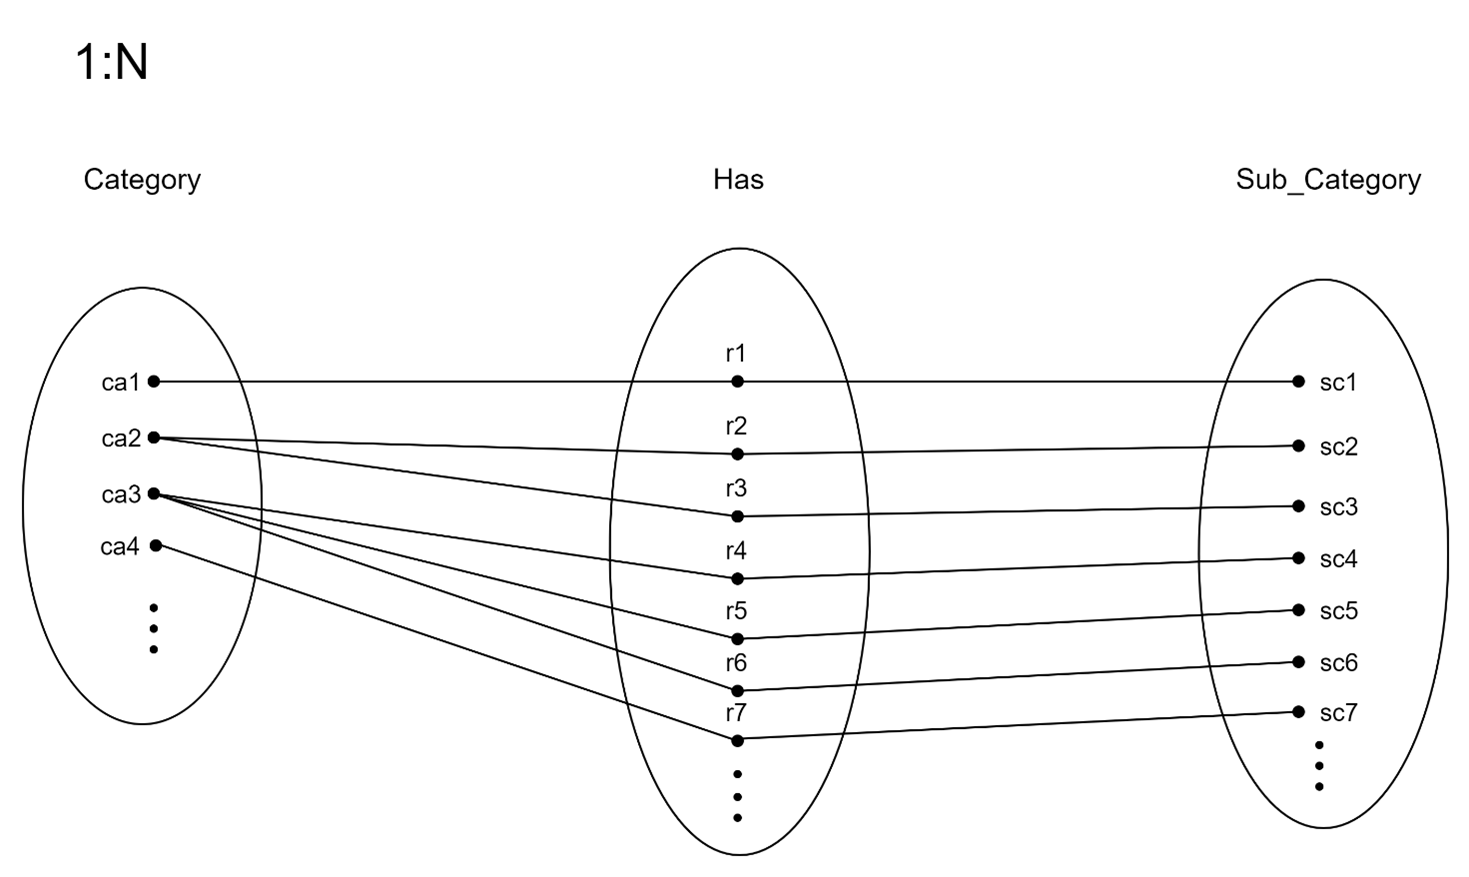 1:N
Category
Has
Sub_Category
ca1
ca2
ca3
ca4
r1
r2
r3
r4
r5
r6
r7
sc1
sc2
sc3
sc4
sc5
sc6
sc7